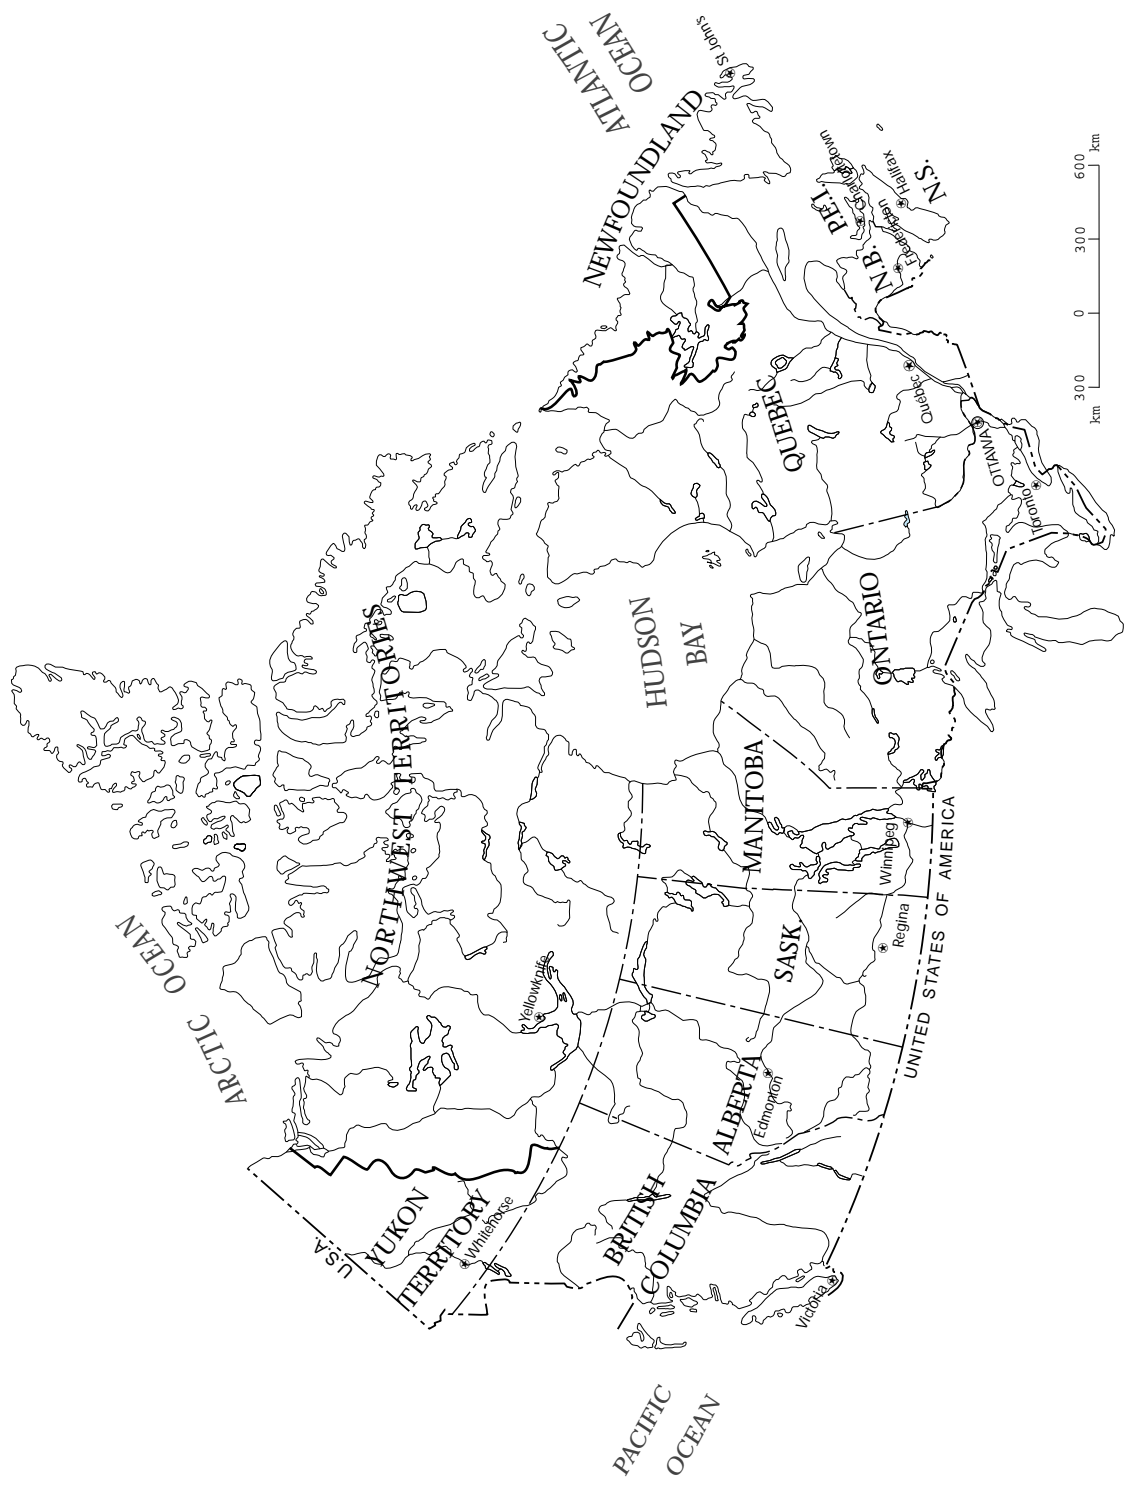 ARCTIC OCEAN
ATLANTIC
OCEAN
PACIFIC
OCEAN
HUDSON
BAY
U.S.A.
YUKON
TERRITORY
Whitehorse
NORTHWEST TERRITORIES
Yellowknife
BRITISH
COLUMBIA
Victoria
ALBERTA
Edmonton
SASK.
Regina
MANITOBA
Winnipeg
ONTARIO
Toronto
OTTAWA
QUEBEC
Québec
NEWFOUNDLAND
St John's
P.E.I.
Charlottetown
N.B.
Fredericton
N.S.
Halifax
UNITED STATES OF AMERICA
300 0 300 600
km km